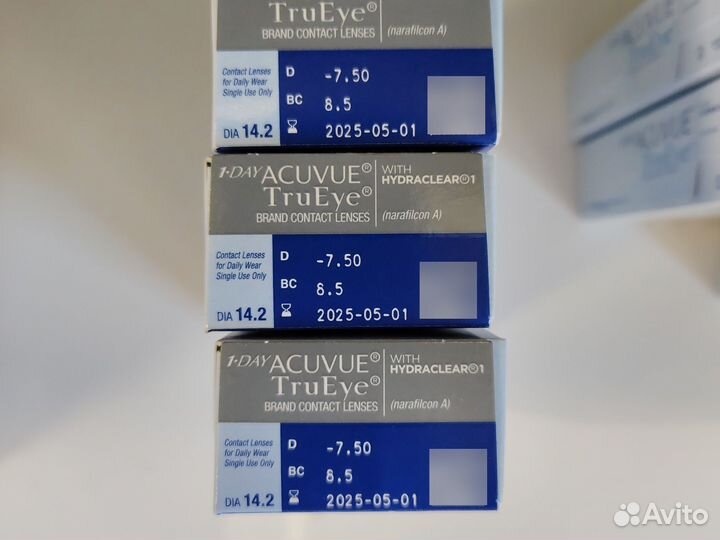 TruEye®
BRAND CONTACT LENSES
(narafilcon A)
Contact Lenses
for Daily Wear
Single Use Only
D -7.50
BC 8.5
2025-05-01
DIA 14.2
1·DAY ACUVUE® WITH
TruEye® HYDRACLEAR®1
BRAND CONTACT LENSES (narafilcon A)
Contact Lenses
for Daily Wear
Single Use Only
D -7.50
BC 8.5
2025-05-01
DIA 14.2
1·DAY ACUVUE® WITH
TruEye® HYDRACLEAR®1
BRAND CONTACT LENSES (narafilcon A)
Contact Lenses
for Daily Wear
Single Use Only
D -7.50
BC 8.5
2025-05-01
DIA 14.2
ACUVUE
ACUVUE
Avito